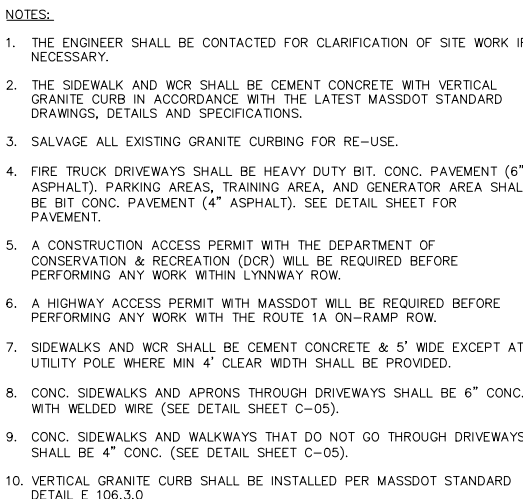 NOTES:
1. THE ENGINEER SHALL BE CONTACTED FOR CLARIFICATION OF SITE WORK IF
NECESSARY.
2. THE SIDEWALK AND WCR SHALL BE CEMENT CONCRETE WITH VERTICAL
GRANITE CURB IN ACCORDANCE WITH THE LATEST MASSDOT STANDARD
DRAWINGS, DETAILS AND SPECIFICATIONS.
3. SALVAGE ALL EXISTING GRANITE CURBING FOR RE-USE.
4. FIRE TRUCK DRIVEWAYS SHALL BE HEAVY DUTY BIT. CONC. PAVEMENT (6"
ASPHALT). PARKING AREAS, TRAINING AREA, AND GENERATOR AREA SHAL
BE BIT CONC. PAVEMENT (4" ASPHALT). SEE DETAIL SHEET FOR
PAVEMENT.
5. A CONSTRUCTION ACCESS PERMIT WITH THE DEPARTMENT OF
CONSERVATION & RECREATION (DCR) WILL BE REQUIRED BEFORE
PERFORMING ANY WORK WITHIN LYNNWAY ROW.
6. A HIGHWAY ACCESS PERMIT WITH MASSDOT WILL BE REQUIRED BEFORE
PERFORMING ANY WORK WITH THE ROUTE 1A ON-RAMP ROW.
7. SIDEWALKS AND WCR SHALL BE CEMENT CONCRETE & 5' WIDE EXCEPT AT
UTILITY POLE WHERE MIN 4' CLEAR WIDTH SHALL BE PROVIDED.
8. CONC. SIDEWALKS AND APRONS THROUGH DRIVEWAYS SHALL BE 6" CONC.
WITH WELDED WIRE (SEE DETAIL SHEET C-05).
9. CONC. SIDEWALKS AND WALKWAYS THAT DO NOT GO THROUGH DRIVEWAYS
SHALL BE 4" CONC. (SEE DETAIL SHEET C-05).
10. VERTICAL GRANITE CURB SHALL BE INSTALLED PER MASSDOT STANDARD
DETAIL E 106.3.0